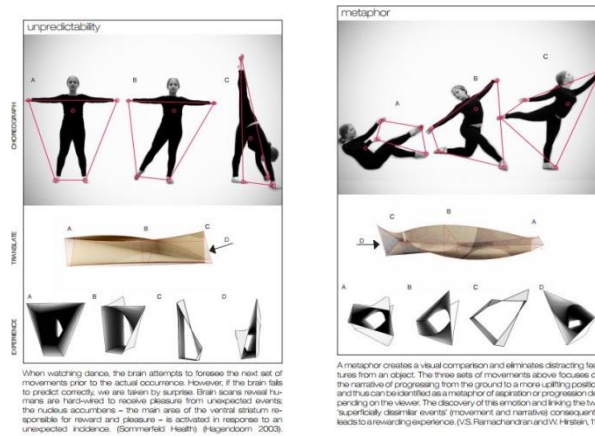 unpredictability
A
B
C
CHOREOGRAPH
A
B
C
D
TRANSLATE
A
B
C
D
EXPERIENCE
When watching dance, the brain attempts to foresee the next set of
movements prior to the actual occurrence. However, if the brain fails
to predict correctly, we are taken by surprise. Brain scans reveal hu-
mans are hard-wired to receive pleasure from unexpected events;
the nucleus accumbens – the main area of the ventral striatum re-
sponsible for reward and pleasure – is activated in response to an
unexpected incidence. (Sommerfeld Health) (Hagendoorn 2003).
metaphor
A
B
C
C
B
A
D
A
B
C
D
A metaphor creates a visual comparison and eliminates distracting fea-
tures from an object. The three sets of movements above focuses o
the narrative of progressing from the ground to a more uplifting positio
and thus can be identified as a metaphor of aspiration or progression de
pending on the viewer. The discovery of this emotion and linking the tw
'superficially dissimilar events' (movement and narrative) consequent
leads to a rewarding experience. (V.S. Ramachandran and W. Hirstein, 1